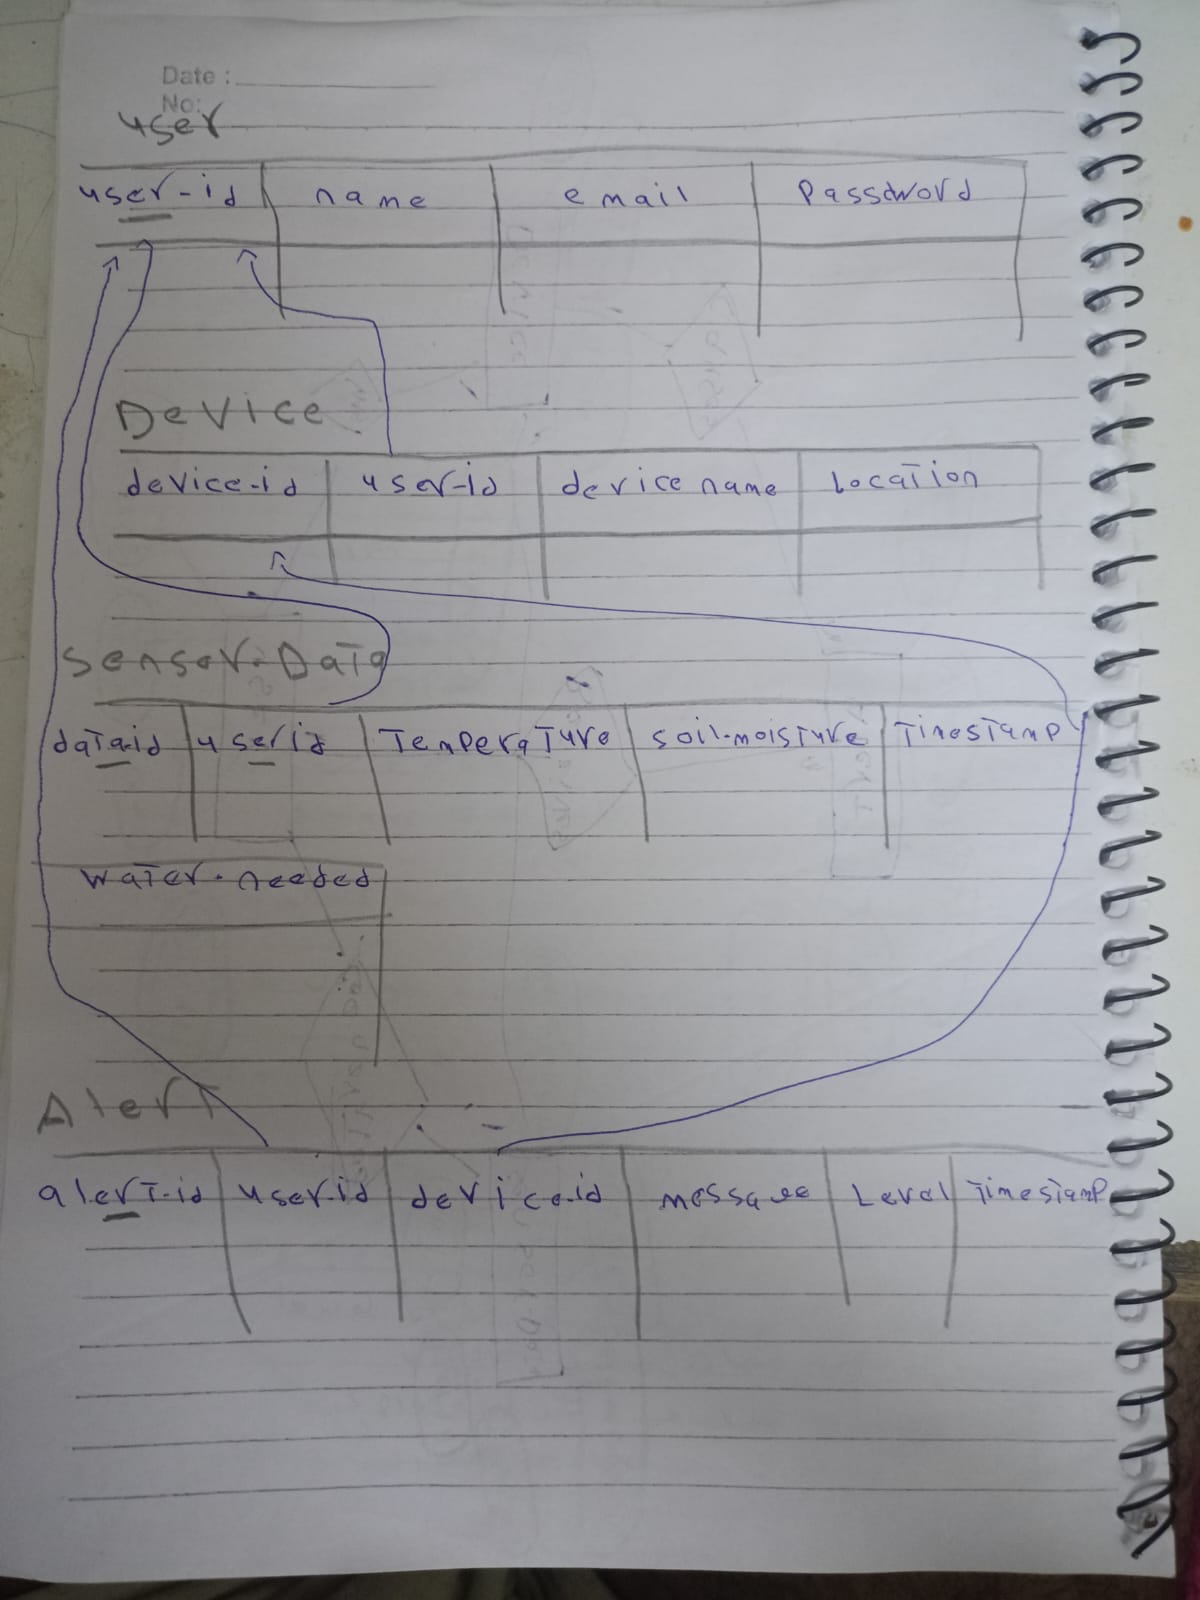 Date :
No:
user
user-id name email Password
Device
device-id user-id device name Location
Sensor-Data
data-id user id Temperature soil-moisture Timestamp
water-needed
Alert
alert-id user-id device-id message Level Timestamp